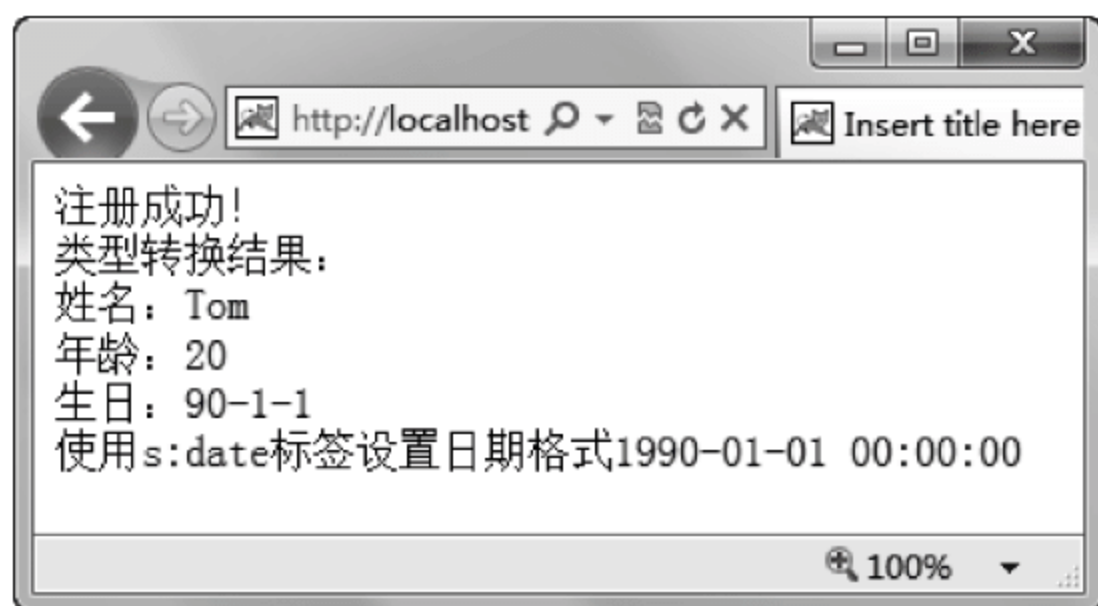 http://localhost
Insert title here
注册成功!
类型转换结果：
姓名：Tom
年龄：20
生日：90-1-1
使用s:date标签设置日期格式1990-01-01 00:00:00
100%